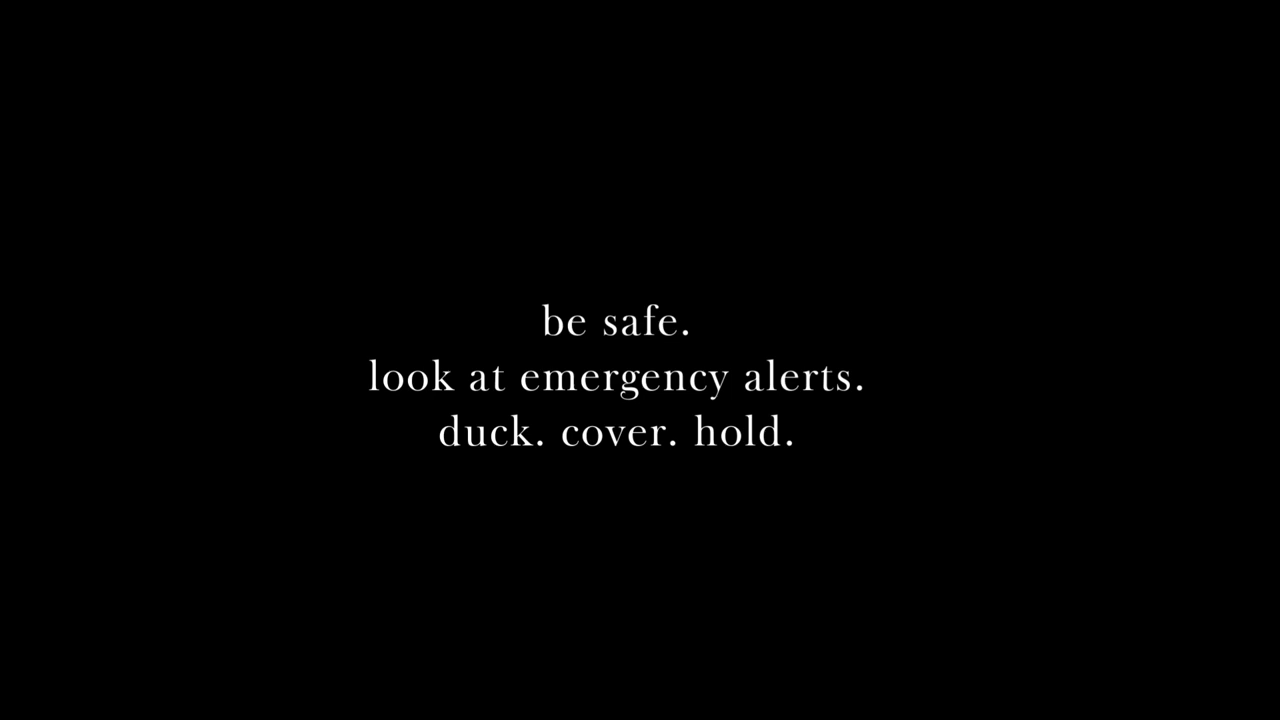 be safe.
look at emergency alerts.
duck. cover. hold.